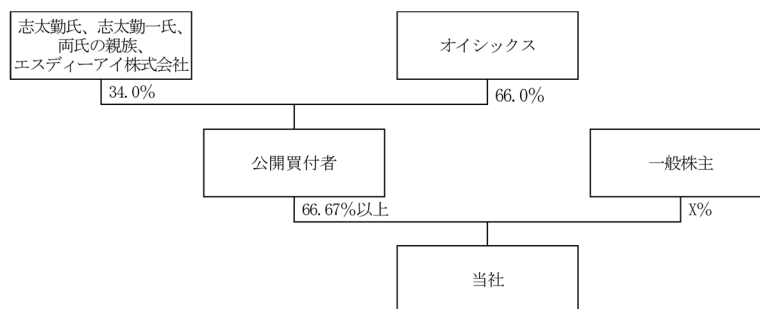 志太勤氏、志太勤一氏、
両氏の親族、
エスディーアイ株式会社
オイシックス
34.0%
66.0%
公開買付者
一般株主
66.67%以上
X%
当社